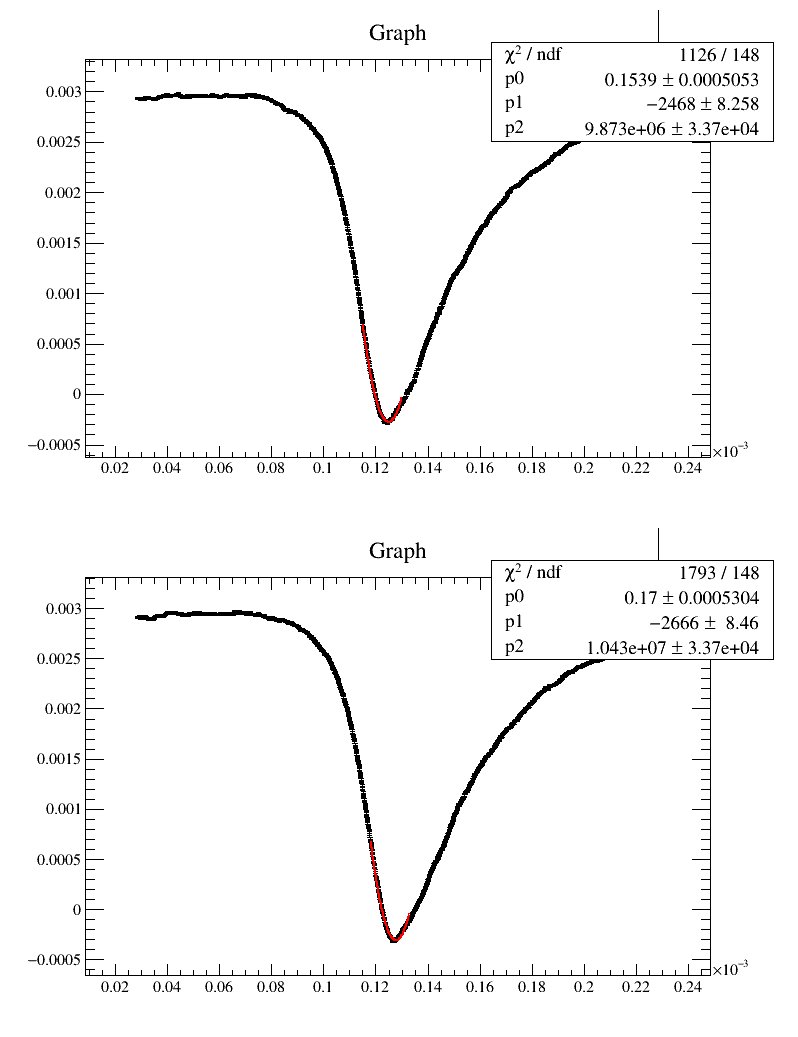 Graph
χ² / ndf 1126 / 148
p0 0.1539 ± 0.0005053
p1 −2468 ± 8.258
p2 9.873e+06 ± 3.37e+04
0.003
0.0025
0.002
0.0015
0.001
0.0005
0
−0.0005
×10⁻³
0.02 0.04 0.06 0.08 0.1 0.12 0.14 0.16 0.18 0.2 0.22 0.24
Graph
χ² / ndf 1793 / 148
p0 0.17 ± 0.0005304
p1 −2666 ± 8.46
p2 1.043e+07 ± 3.37e+04
0.003
0.0025
0.002
0.0015
0.001
0.0005
0
−0.0005
×10⁻³
0.02 0.04 0.06 0.08 0.1 0.12 0.14 0.16 0.18 0.2 0.22 0.24